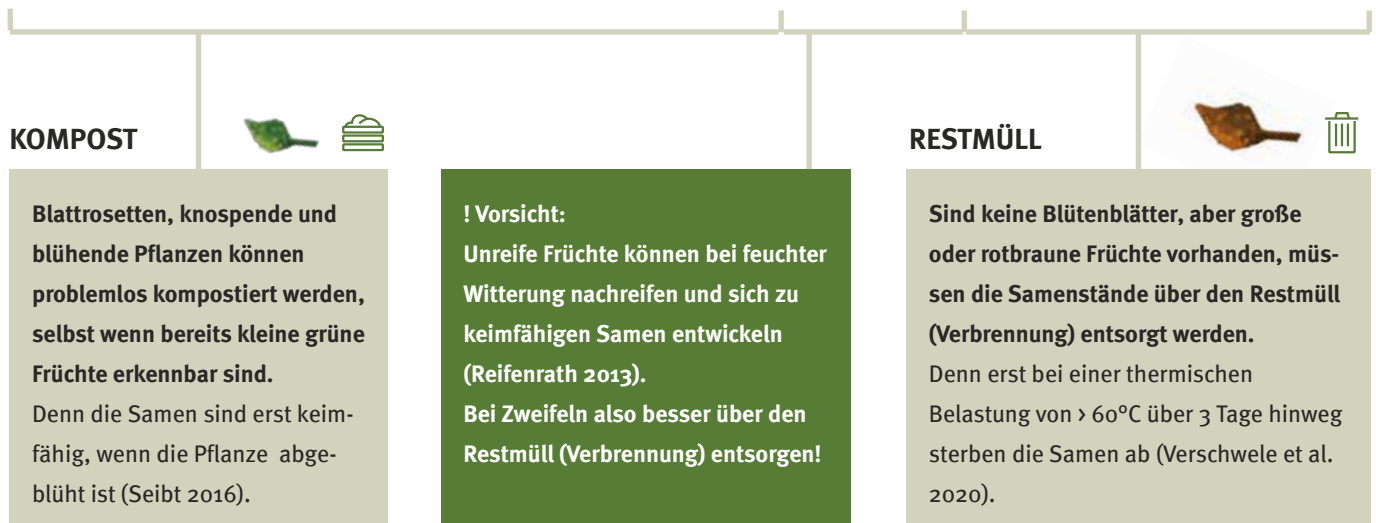 KOMPOST
Blattrosetten, knospende und
blühende Pflanzen können
problemlos kompostiert werden,
selbst wenn bereits kleine grüne
Früchte erkennbar sind.
Denn die Samen sind erst keim-
fähig, wenn die Pflanze abge-
blüht ist (Seibt 2016).
! Vorsicht:
Unreife Früchte können bei feuchter
Witterung nachreifen und sich zu
keimfähigen Samen entwickeln
(Reifenrath 2013).
Bei Zweifeln also besser über den
Restmüll (Verbrennung) entsorgen!
RESTMÜLL
Sind keine Blütenblätter, aber große
oder rotbraune Früchte vorhanden, müs-
sen die Samenstände über den Restmüll
(Verbrennung) entsorgt werden.
Denn erst bei einer thermischen
Belastung von > 60°C über 3 Tage hinweg
sterben die Samen ab (Verschwele et al.
2020).